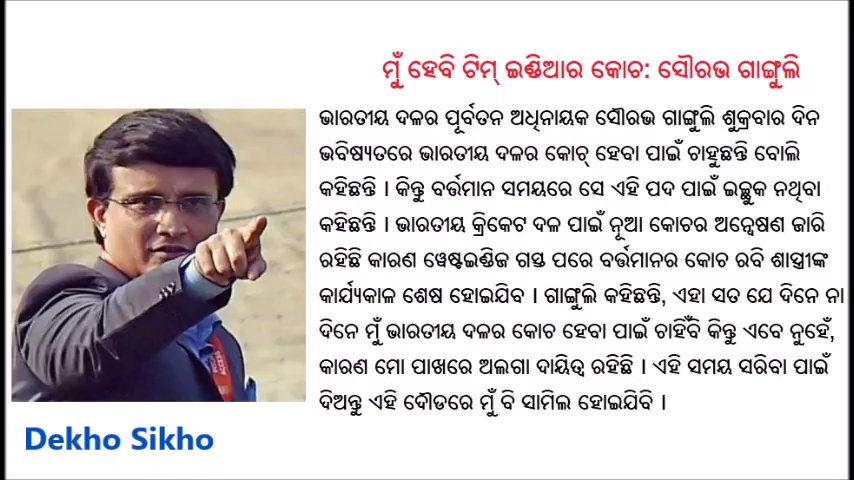 ମୁଁ ହେବି ଟିମ୍ ଇଣ୍ଡିଆର କୋଚ: ସୌରଭ ଗାଙ୍ଗୁଲି
ଭାରତୀୟ ଦଳର ପୂର୍ବତନ ଅଧିନାୟକ ସୌରଭ ଗାଙ୍ଗୁଲି ଶୁକ୍ରବାର ଦିନ
ଭବିଷ୍ୟତରେ ଭାରତୀୟ ଦଳର କୋଚ୍ ହେବା ପାଇଁ ଚାହୁଛନ୍ତି ବୋଲି
କହିଛନ୍ତି । କିନ୍ତୁ ବର୍ତ୍ତମାନ ସମୟରେ ସେ ଏହି ପଦ ପାଇଁ ଇଚ୍ଛୁକ ନଥିବା
କହିଛନ୍ତି । ଭାରତୀୟ କ୍ରିକେଟ ଦଳ ପାଇଁ ନୂଆ କୋଚର ଅନ୍ୱେଷଣ ଜାରି
ରହିଛି କାରଣ ୱେଷ୍ଟଇଣ୍ଡିଜ ଗସ୍ତ ପରେ ବର୍ତ୍ତମାନର କୋଚ ରବି ଶାସ୍ତ୍ରୀଙ୍କ
କାର୍ଯ୍ୟକାଳ ଶେଷ ହୋଇଯିବ । ଗାଙ୍ଗୁଲି କହିଛନ୍ତି, ଏହା ସତ ଯେ ଦିନେ ନା
ଦିନେ ମୁଁ ଭାରତୀୟ ଦଳର କୋଚ ହେବା ପାଇଁ ଚାହିଁବି କିନ୍ତୁ ଏବେ ନୁହେଁ,
କାରଣ ମୋ ପାଖରେ ଅଲଗା ଦାୟିତ୍ୱ ରହିଛି । ଏହି ସମୟ ସରିବା ପାଇଁ
ଦିଅନ୍ତୁ ଏହି ଦୌଡରେ ମୁଁ ବି ସାମିଲ ହୋଇଯିବି ।
Dekho Sikho